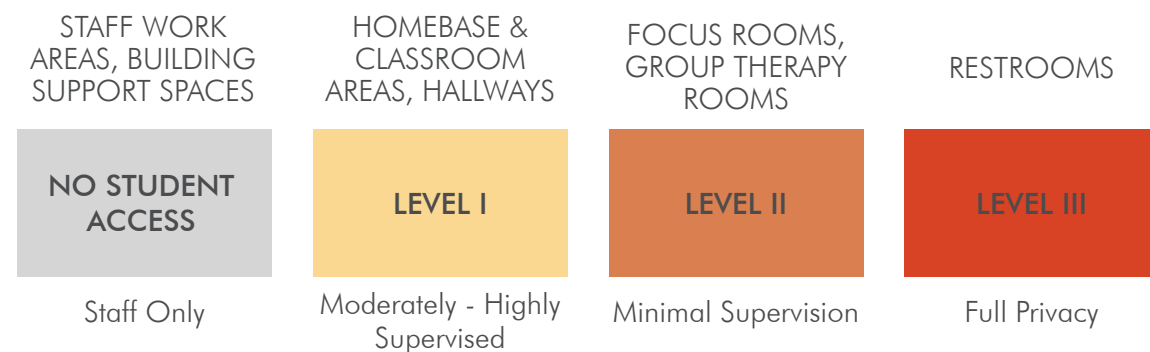 STAFF WORK
AREAS, BUILDING
SUPPORT SPACES
HOMEBASE &
CLASSROOM
AREAS, HALLWAYS
FOCUS ROOMS,
GROUP THERAPY
ROOMS
RESTROOMS
NO STUDENT
ACCESS
LEVEL I
LEVEL II
LEVEL III
Staff Only
Moderately - Highly
Supervised
Minimal Supervision
Full Privacy